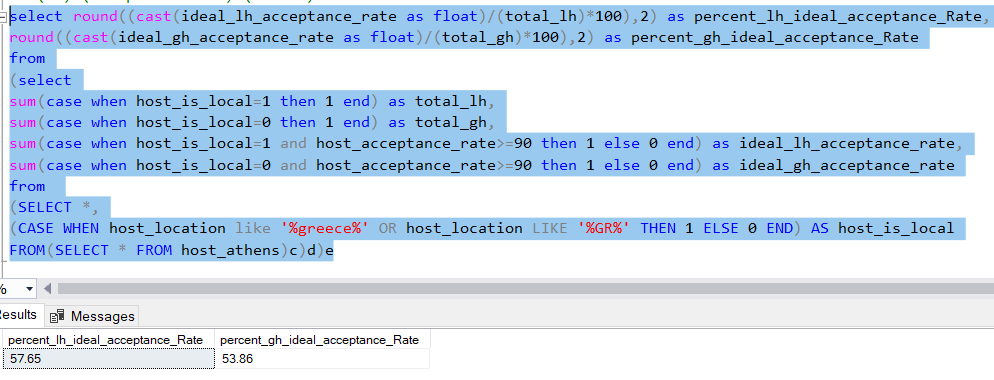 select round((cast(ideal_lh_acceptance_rate as float)/(total_lh)*100),2) as percent_lh_ideal_acceptance_Rate,
round((cast(ideal_gh_acceptance_rate as float)/(total_gh)*100),2) as percent_gh_ideal_acceptance_Rate
from
(select
sum(case when host_is_local=1 then 1 end) as total_lh,
sum(case when host_is_local=0 then 1 end) as total_gh,
sum(case when host_is_local=1 and host_acceptance_rate>=90 then 1 else 0 end) as ideal_lh_acceptance_rate,
sum(case when host_is_local=0 and host_acceptance_rate>=90 then 1 else 0 end) as ideal_gh_acceptance_rate
from
(SELECT *,
(CASE WHEN host_location like '%greece%' OR host_location LIKE '%GR%' THEN 1 ELSE 0 END) AS host_is_local
FROM(SELECT * FROM host_athens)c)d)e
%
esults Messages
percent_lh_ideal_acceptance_Rate percent_gh_ideal_acceptance_Rate
57.65 53.86